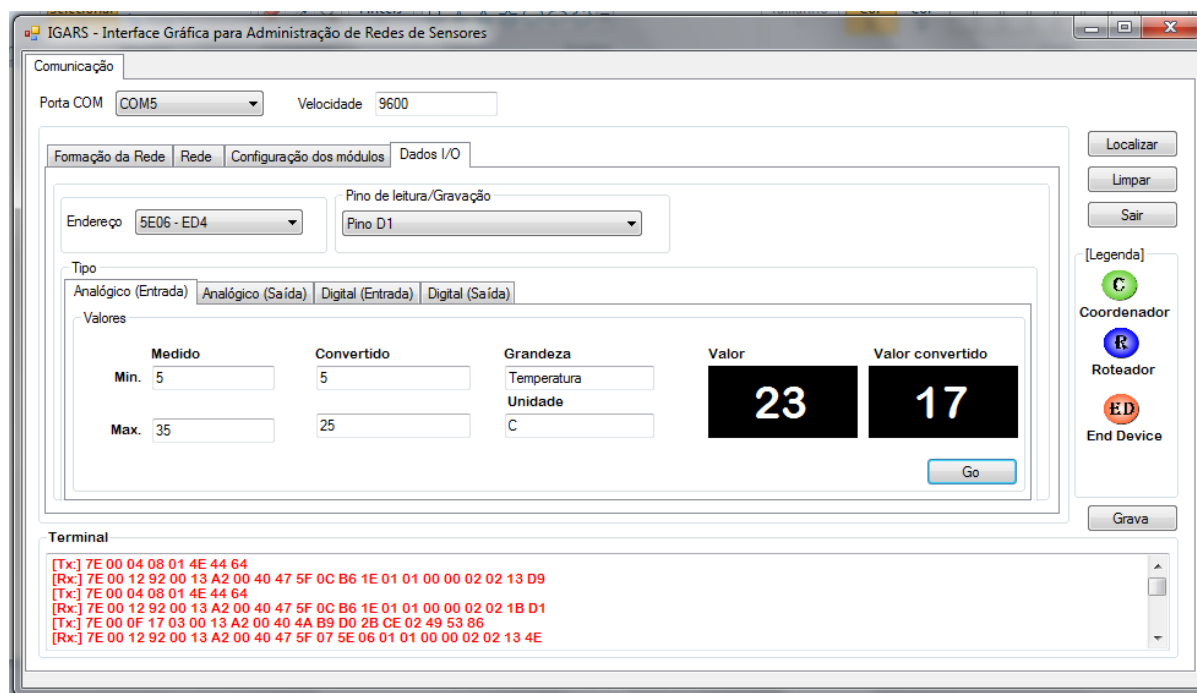 IGARS - Interface Gráfica para Administração de Redes de Sensores
Comunicação
Porta COM COM5 Velocidade 9600
Formação da Rede Rede Configuração dos módulos Dados I/O
Endereço 5E06 - ED4
Pino de leitura/Gravação
Pino D1
Tipo
Analógico (Entrada) Analógico (Saída) Digital (Entrada) Digital (Saída)
Valores
Medido Convertido Grandeza Valor Valor convertido
Min. 5 5 Temperatura
Unidade
23 17
Max. 35 25 C
Go
Localizar
Limpar
Sair
[Legenda]
C
Coordenador
R
Roteador
ED
End Device
Grava
Terminal
[Tx:] 7E 00 04 08 01 4E 44 64
[Rx:] 7E 00 12 92 00 13 A2 00 40 47 5F 0C B6 1E 01 01 00 00 02 02 13 D9
[Tx:] 7E 00 04 08 01 4E 44 64
[Rx:] 7E 00 12 92 00 13 A2 00 40 47 5F 0C B6 1E 01 01 00 00 02 02 1B D1
[Tx:] 7E 00 0F 17 03 00 13 A2 00 40 4A B9 D0 2B CE 02 49 53 86
[Rx:] 7E 00 12 92 00 13 A2 00 40 47 5F 07 5E 06 01 01 00 00 02 02 13 4E